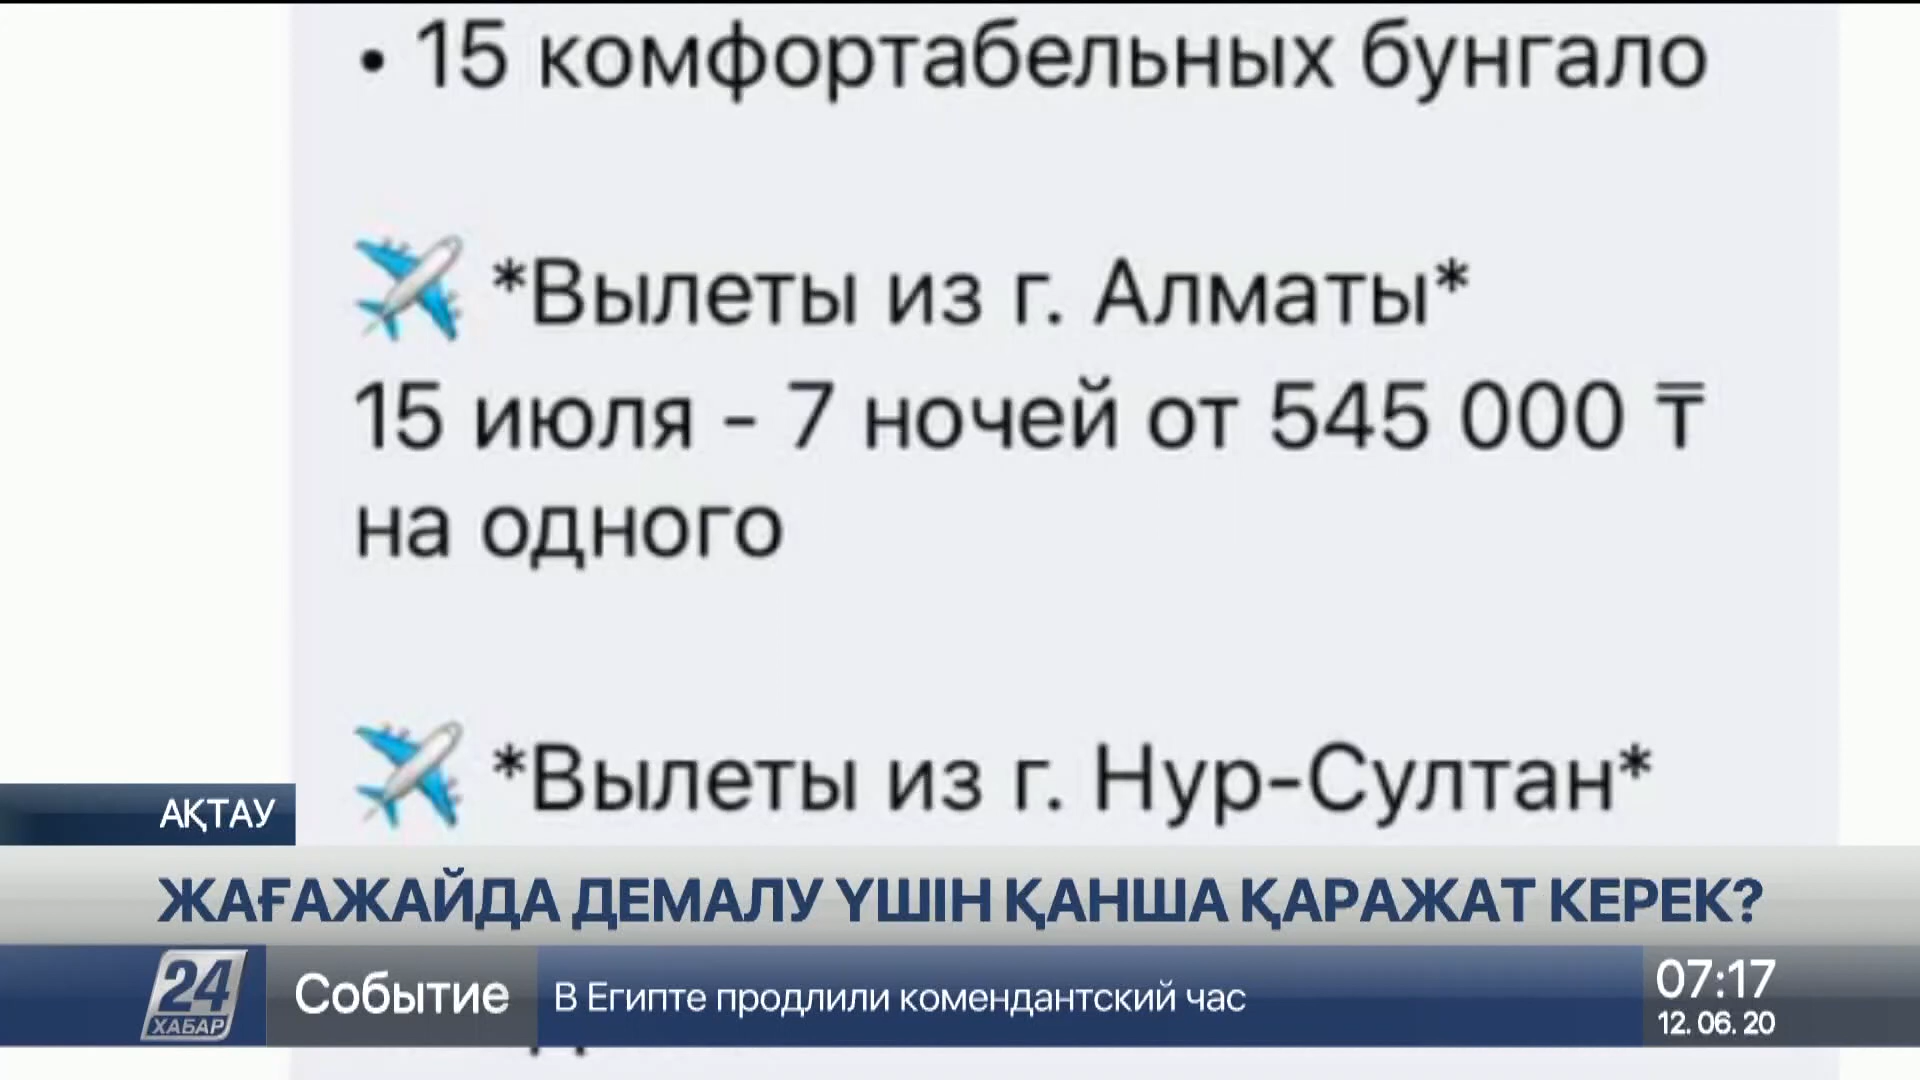 • 15 комфортабельных бунгало
*Вылеты из г. Алматы*
15 июля - 7 ночей от 545 000 ₸
на одного
*Вылеты из г. Нур-Султан*
АҚТАУ
ЖАҒАЖАЙДА ДЕМАЛУ ҮШІН ҚАНША ҚАРАЖАТ КЕРЕК?
24
ХАБАР
Событие
В Египте продлили комендантский час
07:17
12. 06. 20